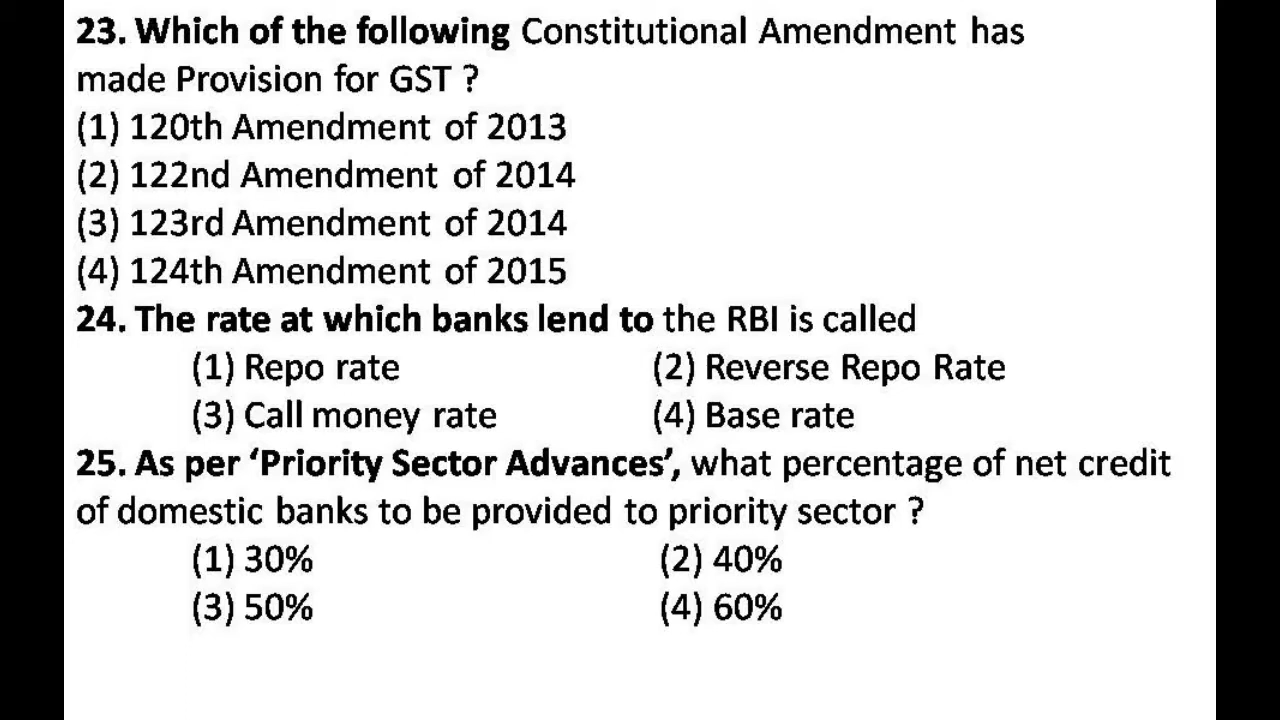 23. Which of the following Constitutional Amendment has
made Provision for GST ?
(1) 120th Amendment of 2013
(2) 122nd Amendment of 2014
(3) 123rd Amendment of 2014
(4) 124th Amendment of 2015
24. The rate at which banks lend to the RBI is called
(1) Repo rate (2) Reverse Repo Rate
(3) Call money rate (4) Base rate
25. As per ‘Priority Sector Advances’, what percentage of net credit
of domestic banks to be provided to priority sector ?
(1) 30% (2) 40%
(3) 50% (4) 60%